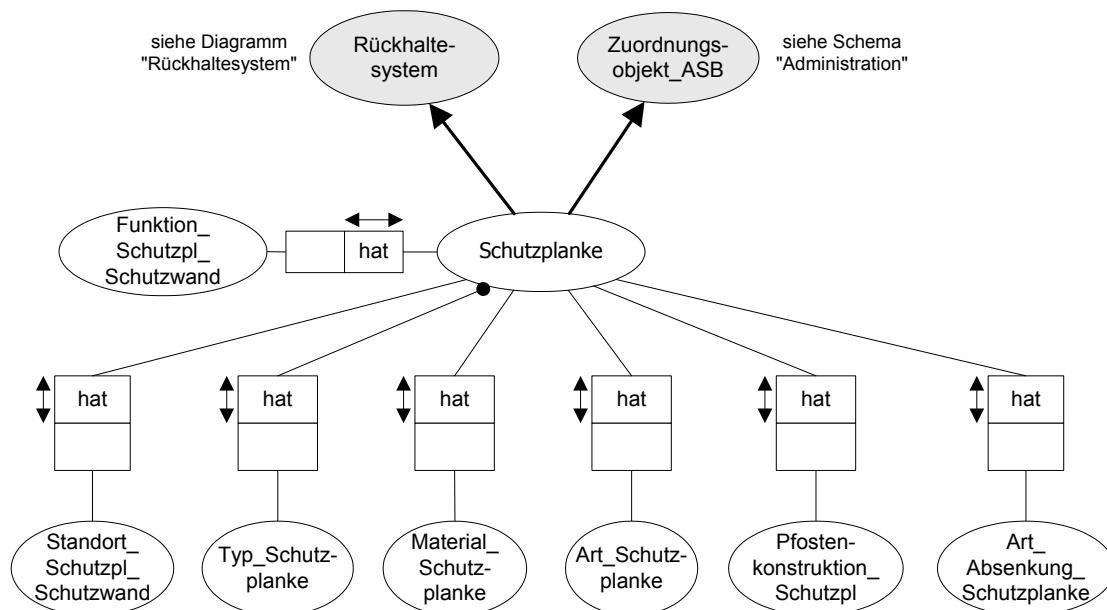 siehe Diagramm
"Rückhaltesystem"
Rückhalte-
system
Zuordnungs-
objekt_ASB
siehe Schema
"Administration"
Funktion_
Schutzpl_
Schutzwand
hat
Schutzplanke
hat
hat
hat
hat
hat
hat
Standort_
Schutzpl_
Schutzwand
Typ_Schutz-
planke
Material_
Schutz-
planke
Art_Schutz-
planke
Pfosten-
konstruktion_
Schutzpl
Art_
Absenkung_
Schutzplanke